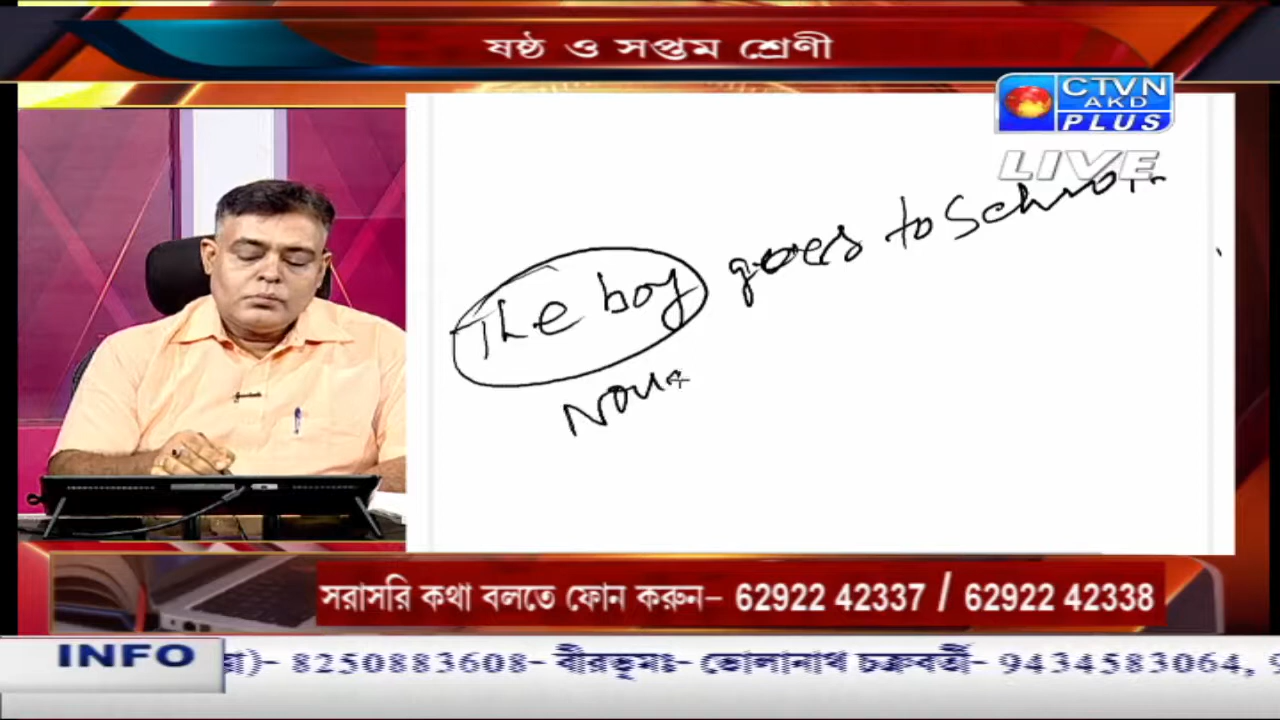 ষষ্ঠ ও সপ্তম শ্রেণী
CTVN
AKD
PLUS
LIVE
The boy goes to School
Noun
সরাসরি কথা বলতে ফোন করুন- 62922 42337 / 62922 42338
INFO
)- 8250883608- বীরভূমঃ- ভোলানাথ চক্রবর্তী- 9434583064,